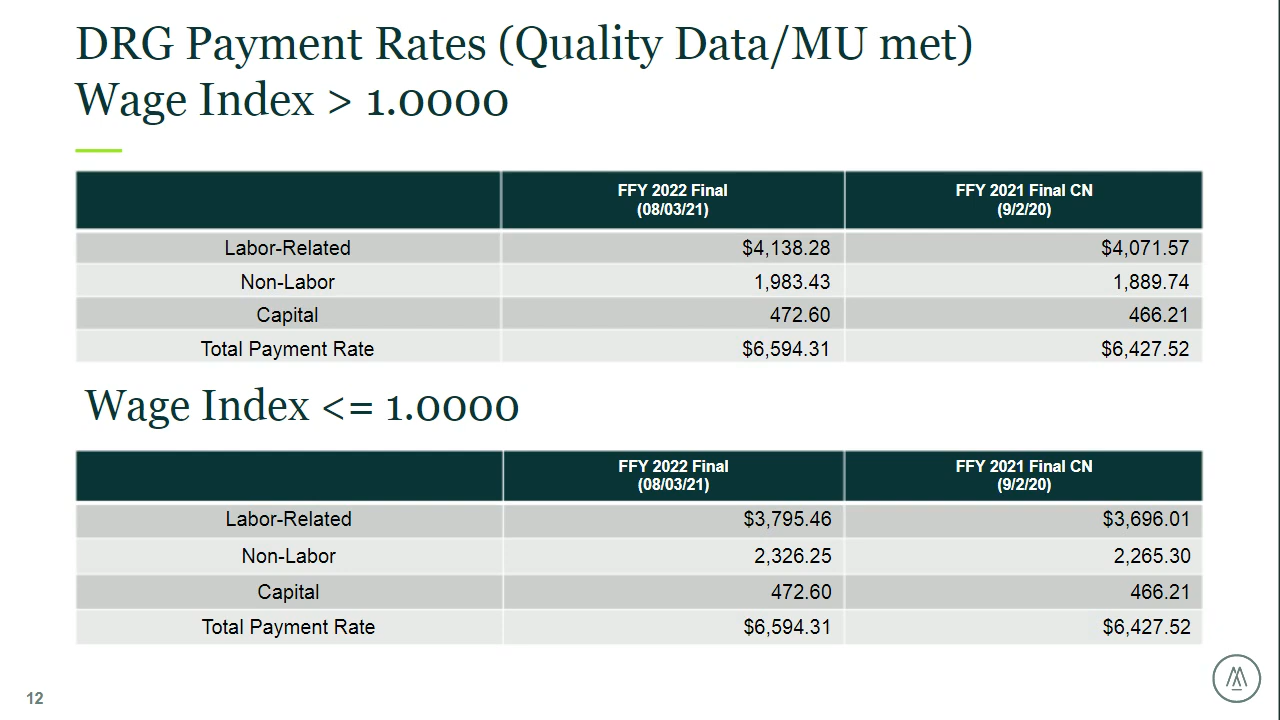 DRG Payment Rates (Quality Data/MU met)
Wage Index > 1.0000
FFY 2022 Final FFY 2021 Final CN
(08/03/21) (9/2/20)
Labor-Related $4,138.28 $4,071.57
Non-Labor 1,983.43 1,889.74
Capital 472.60 466.21
Total Payment Rate $6,594.31 $6,427.52
Wage Index <= 1.0000
FFY 2022 Final FFY 2021 Final CN
(08/03/21) (9/2/20)
Labor-Related $3,795.46 $3,696.01
Non-Labor 2,326.25 2,265.30
Capital 472.60 466.21
Total Payment Rate $6,594.31 $6,427.52
12